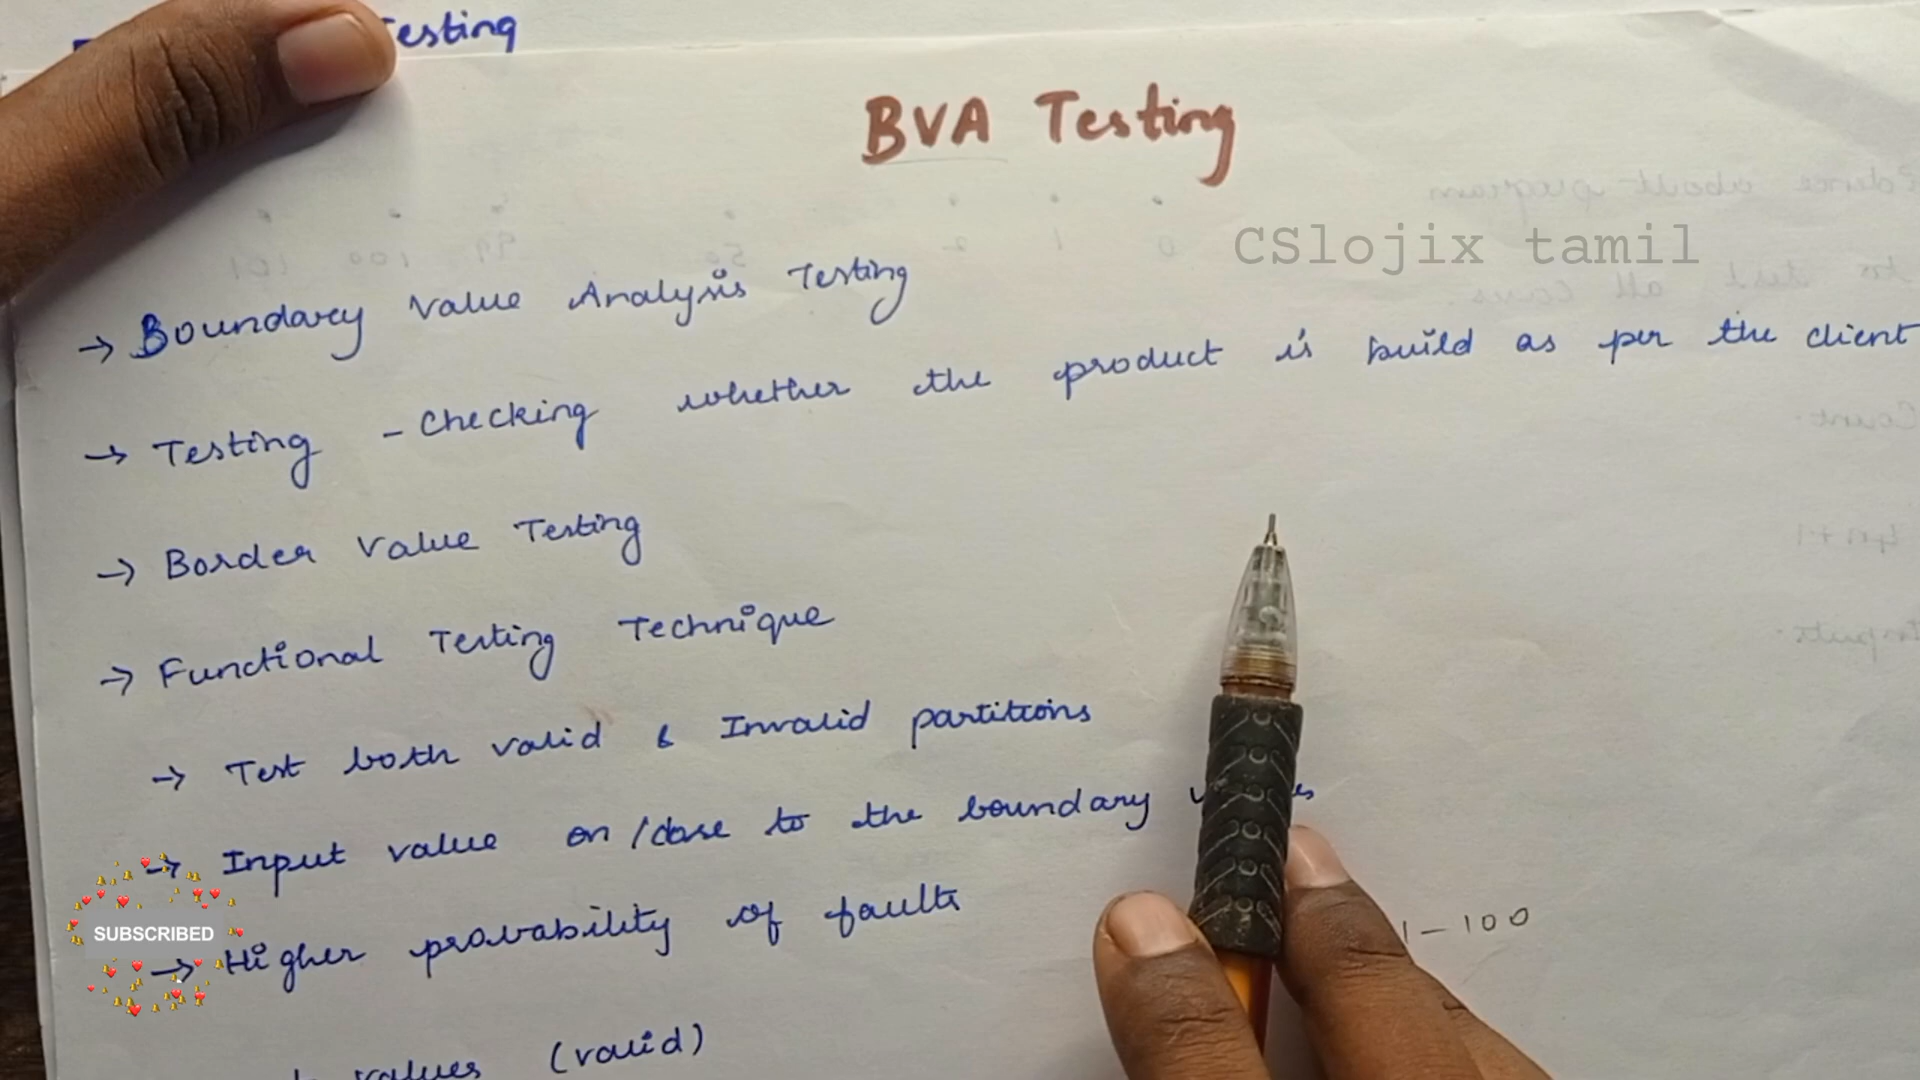 esting
BVA Testing
CSlojix tamil
→ Boundary Value Analysis Testing
→ Testing - Checking whether the product is build as per the client
→ Border Value Testing
→ Functional Testing Technique
→ Test both valid & Invalid partitions
→ Input value on/close to the boundary
→ Higher probability of faults
1-100
SUBSCRIBED
values (valid)